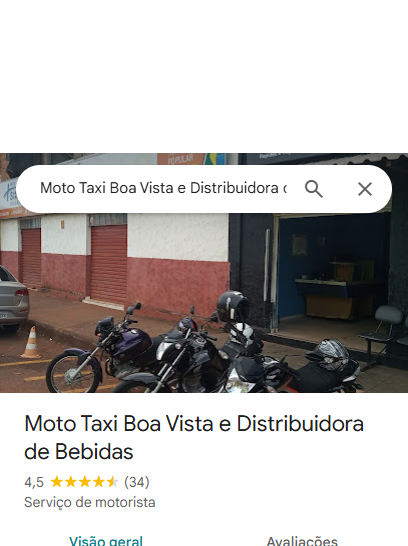 POPULAR
Moto Taxi Boa Vista e Distribuidora
Moto Taxi Boa Vista e Distribuidora
de Bebidas
4,5 (34)
Serviço de motorista
Visão geral Avaliações